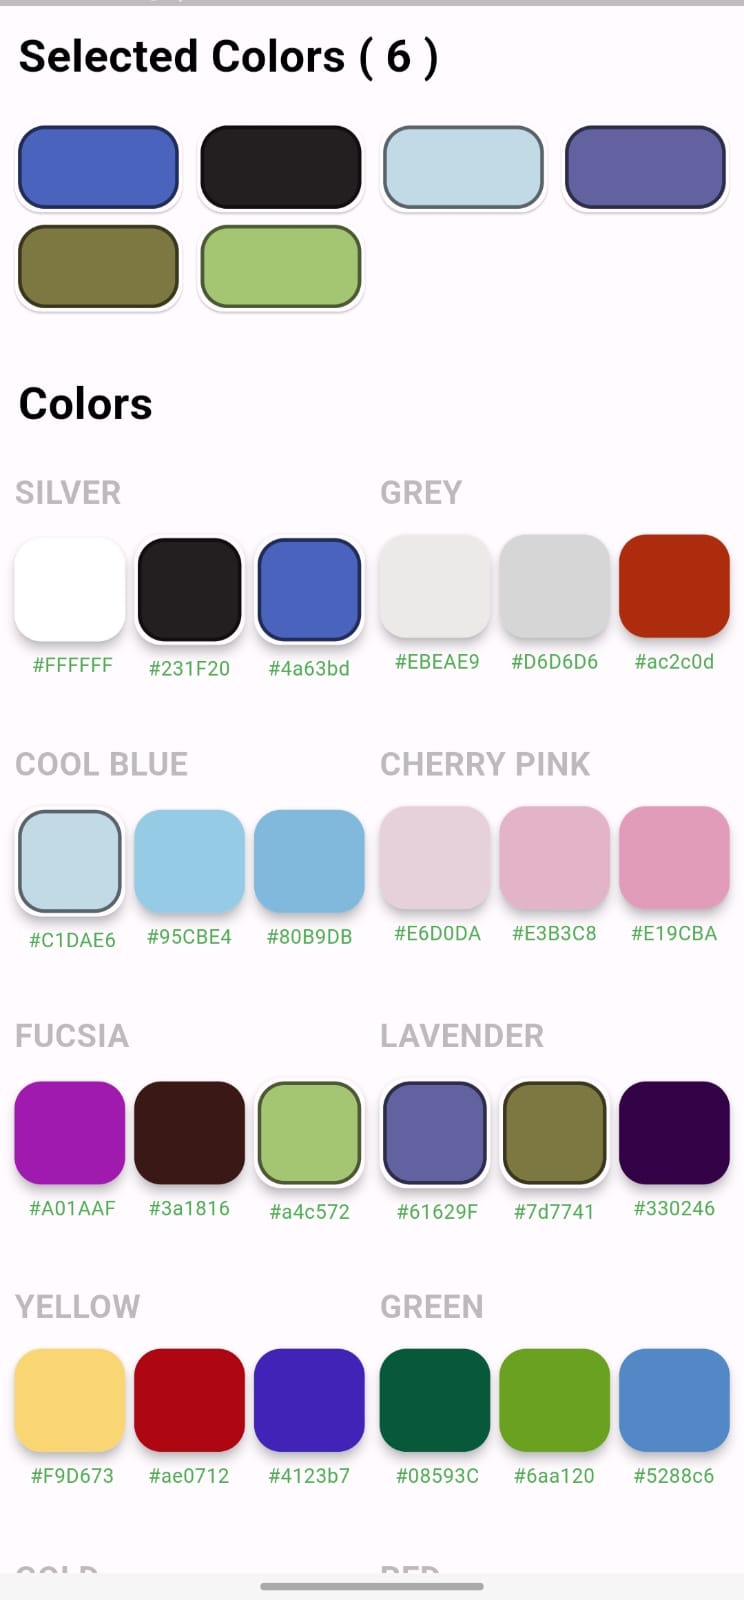 Selected Colors ( 6 )
Colors
SILVER
#FFFFFF #231F20 #4a63bd
GREY
#EBEAE9 #D6D6D6 #ac2c0d
COOL BLUE
#C1DAE6 #95CBE4 #80B9DB
CHERRY PINK
#E6D0DA #E3B3C8 #E19CBA
FUCSIA
#A01AAF #3a1816 #a4c572
LAVENDER
#61629F #7d7741 #330246
YELLOW
#F9D673 #ae0712 #4123b7
GREEN
#08593C #6aa120 #5288c6
GOLD
RED